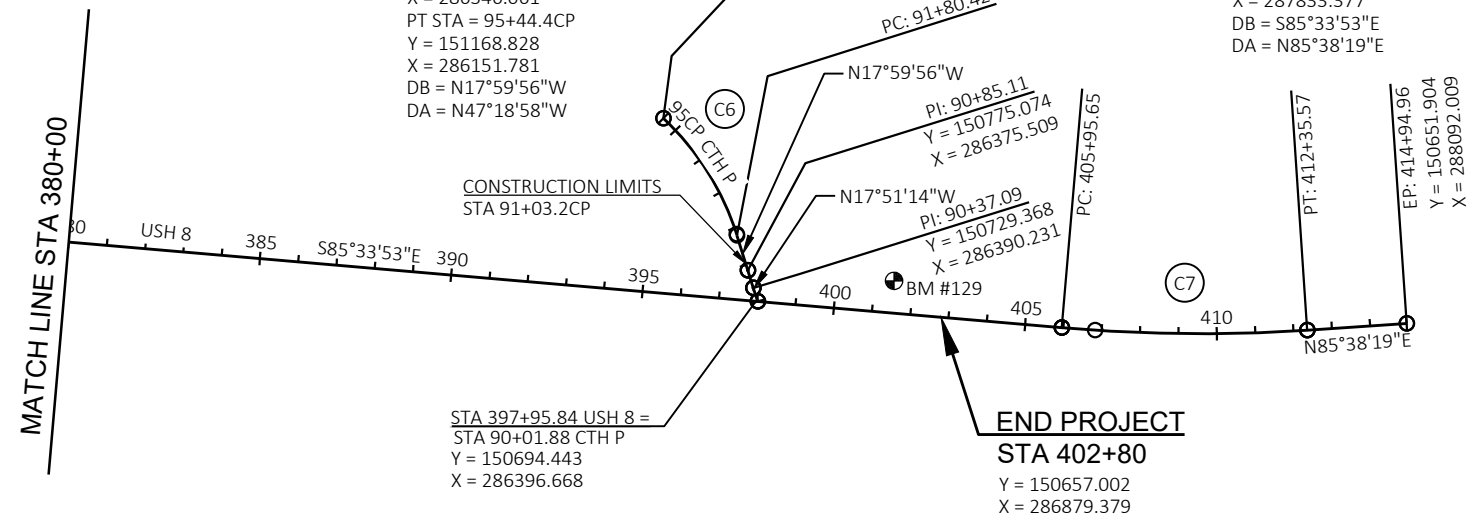 PT STA = 95+44.4CP
Y = 151168.828
X = 286151.781
DB = N17°59'56"W
DA = N47°18'58"W
PC: 91+80.42
X = 287833.377
DB = S85°33'53"E
DA = N85°38'19"E
N17°59'56"W
C6
95CP CTH P
PI: 90+85.11
Y = 150775.074
X = 286375.509
MATCH LINE STA 380+00
CONSTRUCTION LIMITS
STA 91+03.2CP
N17°51'14"W
PI: 90+37.09
Y = 150729.368
X = 286390.231
PC: 405+95.65
PT: 412+35.57
EP: 414+94.96
Y = 150651.904
X = 288092.009
USH 8
385
S85°33'53"E
390
395
400
BM #129
405
C7
410
N85°38'19"E
STA 397+95.84 USH 8 =
STA 90+01.88 CTH P
Y = 150694.443
X = 286396.668
END PROJECT
STA 402+80
Y = 150657.002
X = 286879.379